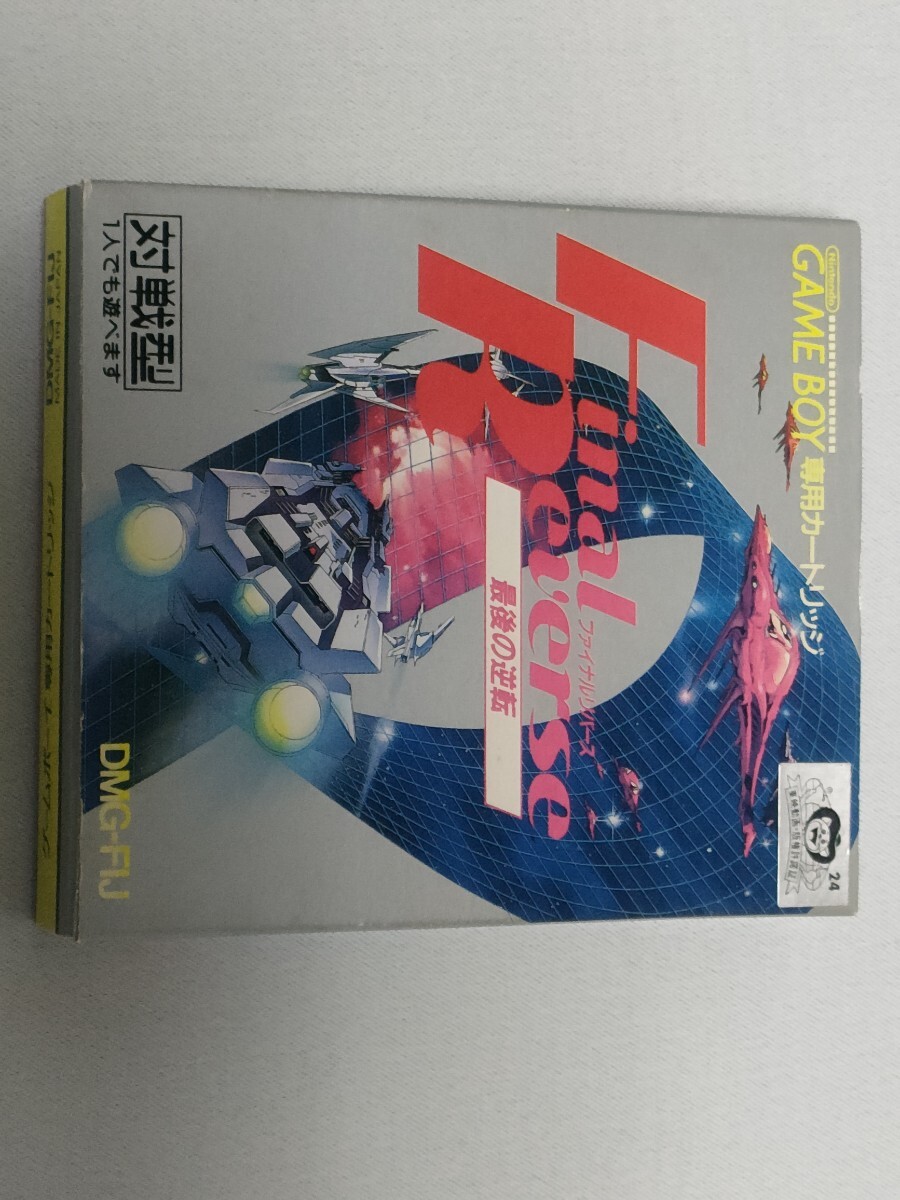 Nintendo
GAME BOY 専用カートリッジ
Final
ファイナルリバース
Reverse
最後の逆転
対戦型
1人でも遊べます
DMG-FIJ
24